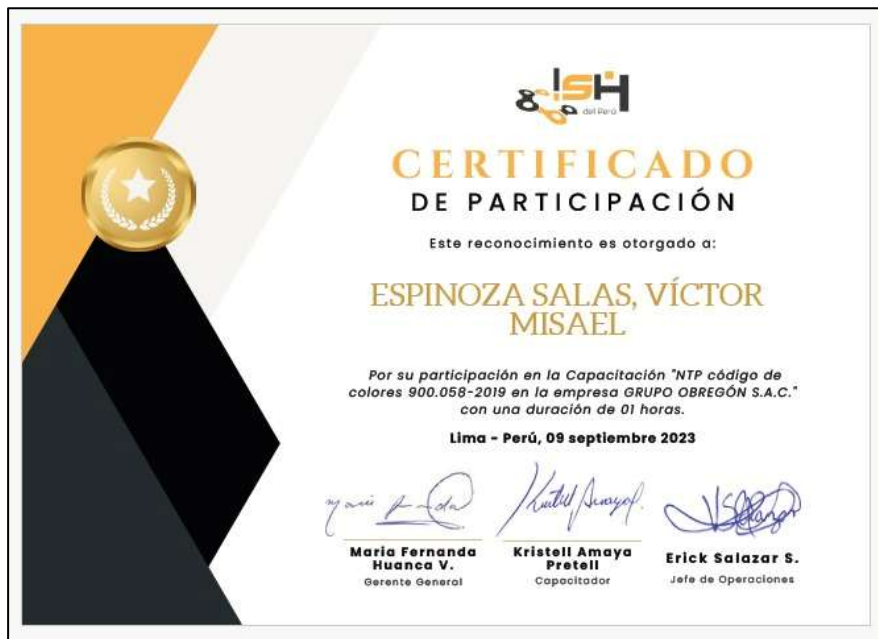 ISH
del Perú
CERTIFICADO
DE PARTICIPACIÓN
Este reconocimiento es otorgado a:
ESPINOZA SALAS, VÍCTOR
MISAEL
Por su participación en la Capacitación "NTP código de
colores 900.058-2019 en la empresa GRUPO OBREGÓN S.A.C."
con una duración de 01 horas.
Lima - Perú, 09 septiembre 2023
Maria Fernanda
Huanca V.
Gerente General
Kristell Amaya
Pretell
Capacitador
Erick Salazar S.
Jefe de Operaciones